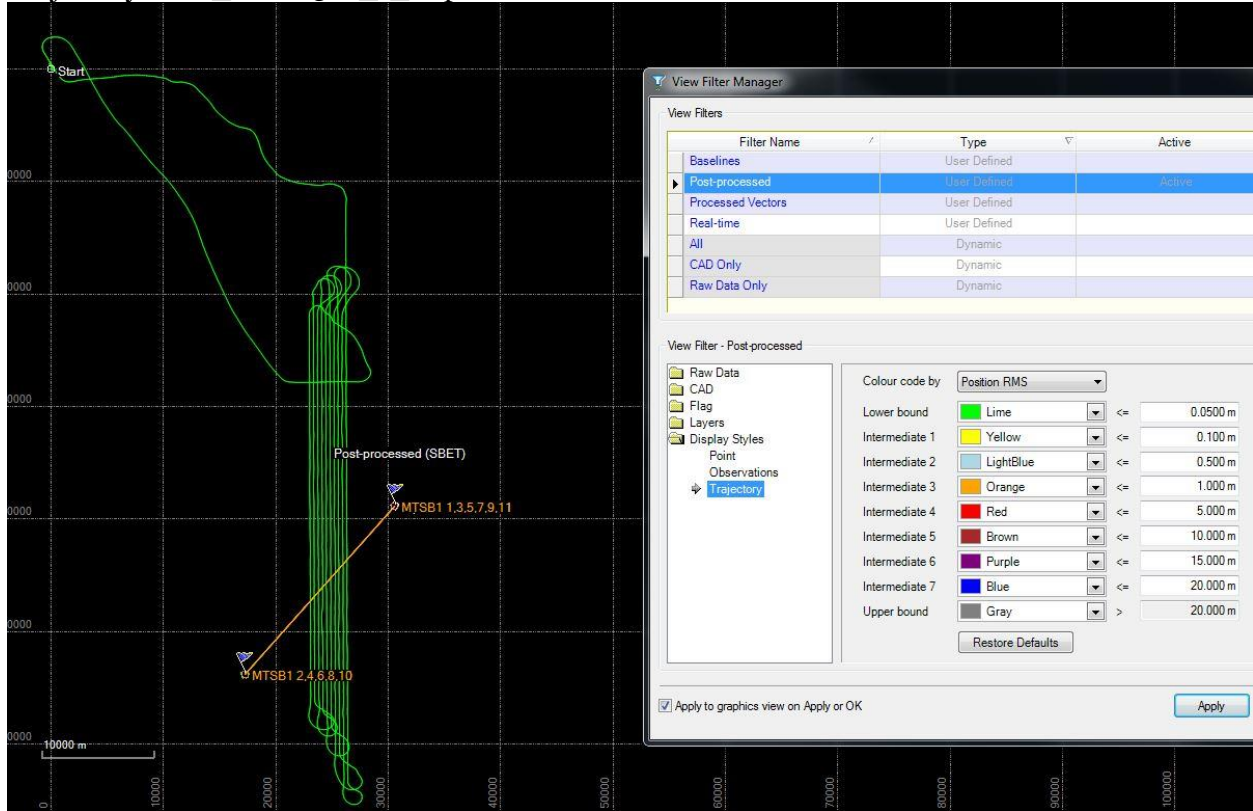 Start
0000
0000
0000
Post-processed (SBET)
MTSB1 1,3,5,7,9,11
0000
0000
MTSB1 2,4,6,8,10
0000
10000 m
0
10000
20000
30000
40000
50000
60000
70000
80000
90000
100000
View Filter Manager
View Filters
Filter Name Type Active
Baselines User Defined
Post-processed User Defined Active
Processed Vectors User Defined
Real-time User Defined
All Dynamic
CAD Only Dynamic
Raw Data Only Dynamic
View Filter - Post-processed
Raw Data
CAD
Flag
Layers
Display Styles
Point
Observations
Trajectory
Colour code by Position RMS
Lower bound Lime <= 0.0500 m
Intermediate 1 Yellow <= 0.100 m
Intermediate 2 LightBlue <= 0.500 m
Intermediate 3 Orange <= 1.000 m
Intermediate 4 Red <= 5.000 m
Intermediate 5 Brown <= 10.000 m
Intermediate 6 Purple <= 15.000 m
Intermediate 7 Blue <= 20.000 m
Upper bound Gray > 20.000 m
Restore Defaults
Apply to graphics view on Apply or OK
Apply